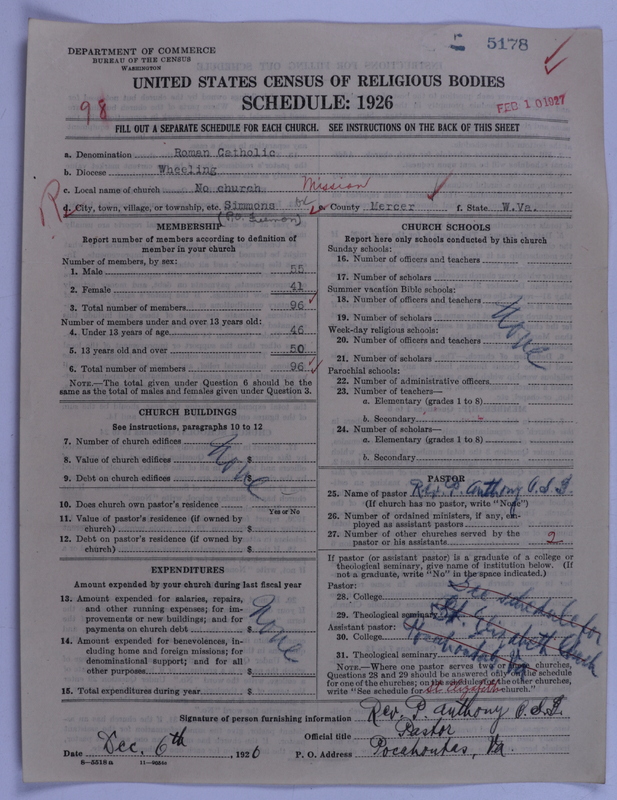 5178
DEPARTMENT OF COMMERCE
BUREAU OF THE CENSUS
WASHINGTON
UNITED STATES CENSUS OF RELIGIOUS BODIES
SCHEDULE: 1926
98
FEB 10 1927
FILL OUT A SEPARATE SCHEDULE FOR EACH CHURCH. SEE INSTRUCTIONS ON THE BACK OF THIS SHEET
a. Denomination Roman Catholic
b. Diocese Wheeling
c. Local name of church No church Mission
d. City, town, village, or township, etc. Simmons e. County Mercer f. State W.Va.
MEMBERSHIP
Report number of members according to definition of
member in your church
Number of members, by sex:
1. Male 55
2. Female 41
3. Total number of members 96
Number of members under and over 13 years old:
4. Under 13 years of age 46
5. 13 years old and over 50
6. Total number of members 96
NOTE.—The total given under Question 6 should be the
same as the total of males and females given under Question 3.
CHURCH BUILDINGS
See instructions, paragraphs 10 to 12
7. Number of church edifices
8. Value of church edifices $
None
9. Debt on church edifices $
10. Does church own pastor's residence
Yes or No
11. Value of pastor's residence (if owned by
church) $
12. Debt on pastor's residence (if owned by
church) $
EXPENDITURES
Amount expended by your church during last fiscal year
13. Amount expended for salaries, repairs,
and other running expenses; for im-
provements or new buildings; and for
payments on church debt $
None
14. Amount expended for benevolences, in-
cluding home and foreign missions; for
denominational support; and for all
other purposes $
15. Total expenditures during year $
CHURCH SCHOOLS
Report here only schools conducted by this church
Sunday schools:
16. Number of officers and teachers
17. Number of scholars
Summer vacation Bible schools:
18. Number of officers and teachers
19. Number of scholars
None
Week-day religious schools:
20. Number of officers and teachers
21. Number of scholars
Parochial schools:
22. Number of administrative officers
23. Number of teachers—
a. Elementary (grades 1 to 8)
b. Secondary
24. Number of scholars—
a. Elementary (grades 1 to 8)
b. Secondary
PASTOR
25. Name of pastor Rev. P. Anthony O.S.B.
(If church has no pastor, write "None")
26. Number of ordained ministers, if any, em-
ployed as assistant pastors
27. Number of other churches served by the
pastor or his assistants 2
If pastor (or assistant pastor) is a graduate of a college or
theological seminary, give name of institution below. (If
not a graduate, write "No" in the space indicated.)
Pastor:
28. College See schedule for
29. Theological seminary St. Elizabeth Church
Assistant pastor:
30. College Pocahontas Va
31. Theological seminary
NOTE.—Where one pastor serves two or more churches,
Questions 28 and 29 should be answered only on the schedule
for one of the churches; on the schedules for the other churches,
write "See schedule for St. Elizabeth church."
Signature of person furnishing information Rev. P. Anthony O.S.B.
Official title Pastor
Date Dec. 6th, 1926 P. O. Address Pocahontas, Va.
8—5518a 11—9054a